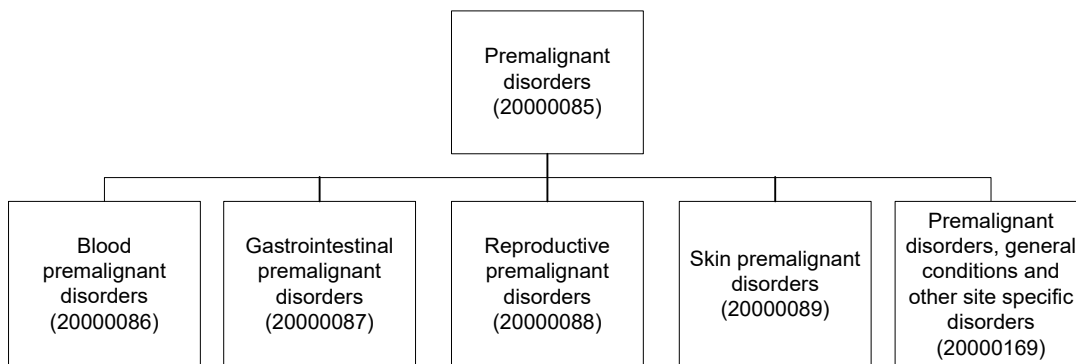 Premalignant
disorders
(20000085)
Blood
premalignant
disorders
(20000086)
Gastrointestinal
premalignant
disorders
(20000087)
Reproductive
premalignant
disorders
(20000088)
Skin premalignant
disorders
(20000089)
Premalignant
disorders, general
conditions and
other site specific
disorders
(20000169)